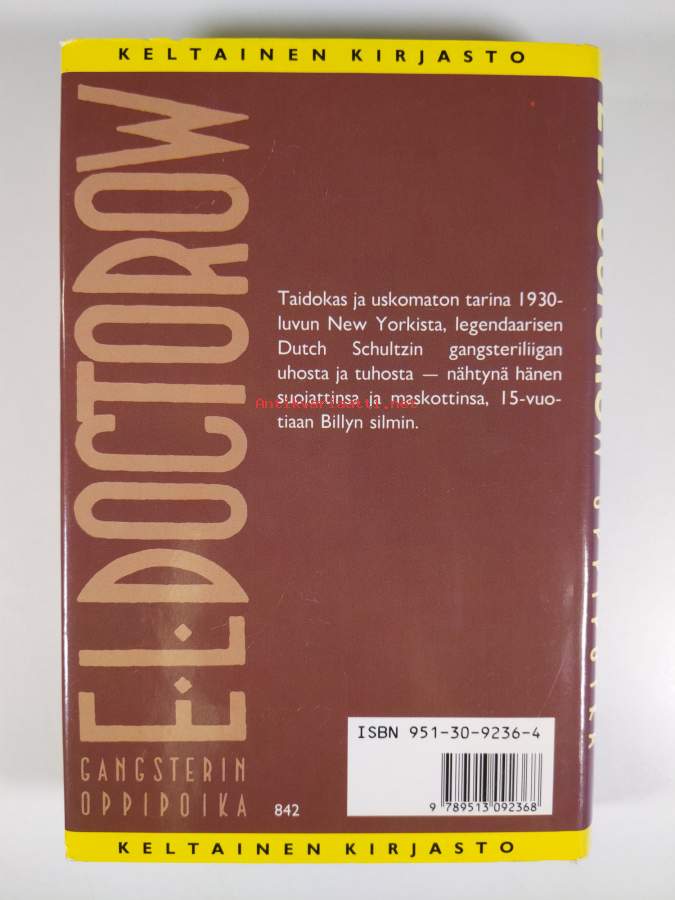 KELTAINEN KIRJASTO
E.L. DOCTOROW
Taidokas ja uskomaton tarina 1930-
luvun New Yorkista, legendaarisen
Dutch Schultzin gangsteriliigan
uhosta ja tuhosta — nähtynä hänen
suojattinsa ja maskottinsa, 15-vuo-
tiaan Billyn silmin.
Antikvariaatti.net
ISBN 951-30-9236-4
9 789513 092368
GANGSTERIN
OPPIPOIKA
842
KELTAINEN KIRJASTO